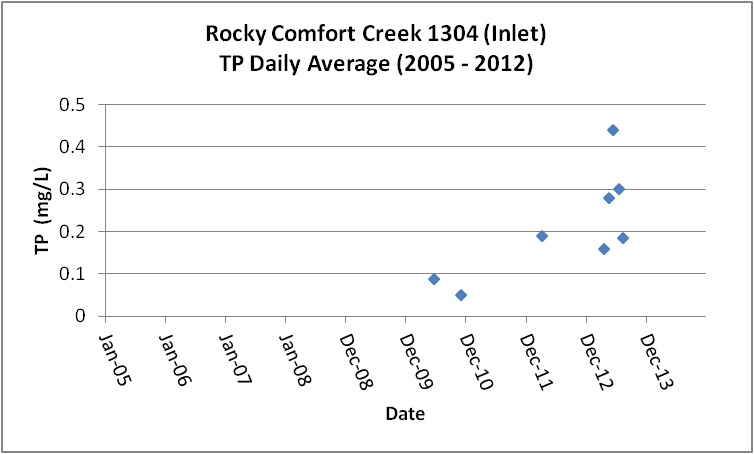 Rocky Comfort Creek 1304 (Inlet)
TP Daily Average (2005 - 2012)
0.5
0.4
0.3
0.2
0.1
0
TP (mg/L)
Jan-05
Jan-06
Jan-07
Jan-08
Dec-08
Dec-09
Dec-10
Dec-11
Dec-12
Dec-13
Date